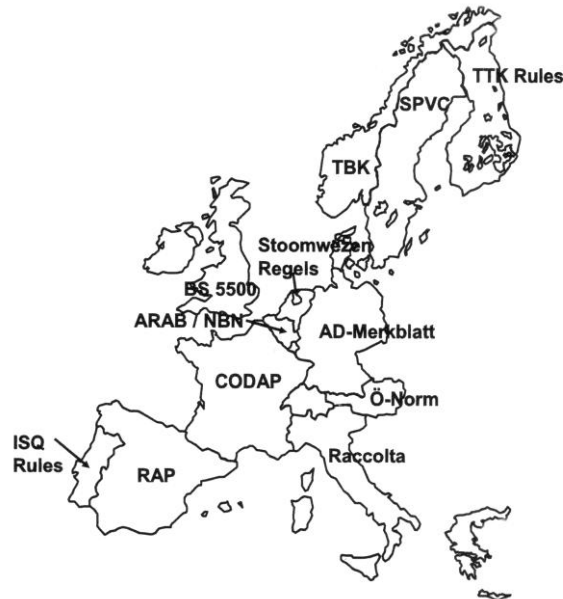 TTK Rules
SPVC
TBK
Stoomwezen
Regels
BS 5500
ARAB / NBN
AD-Merkblatt
CODAP
Ö-Norm
ISQ
Rules
RAP
Raccolta